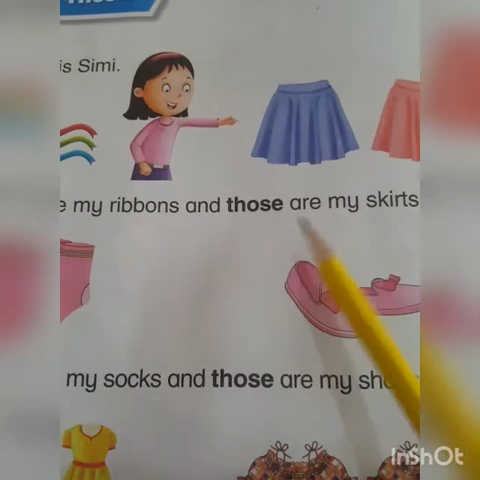 is Simi.
my ribbons and those are my skirts
my socks and those are my
InShOt